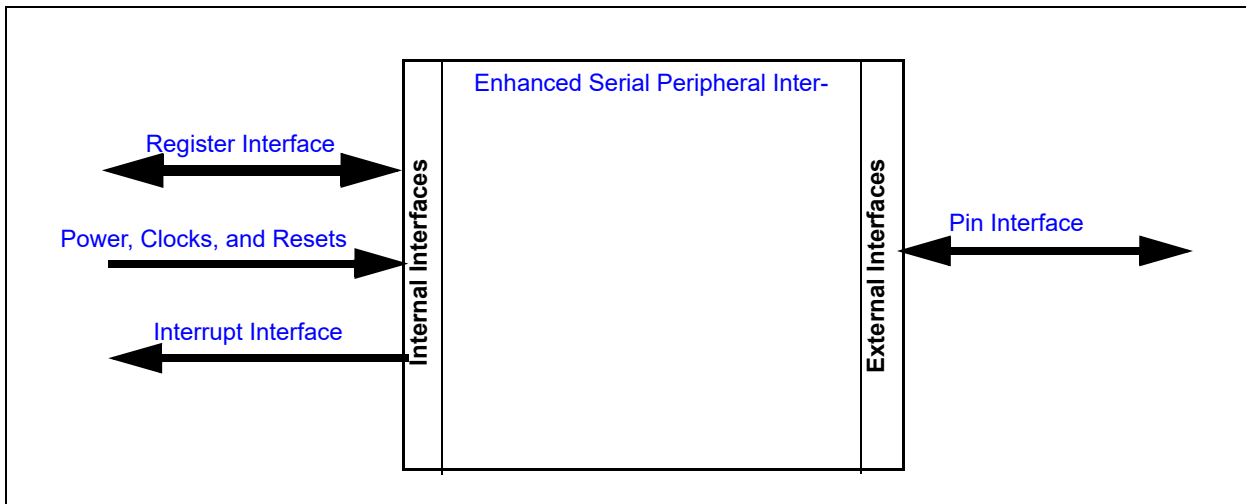 Enhanced Serial Peripheral Inter-
Register Interface
Power, Clocks, and Resets
Interrupt Interface
Internal Interfaces
External Interfaces
Pin Interface